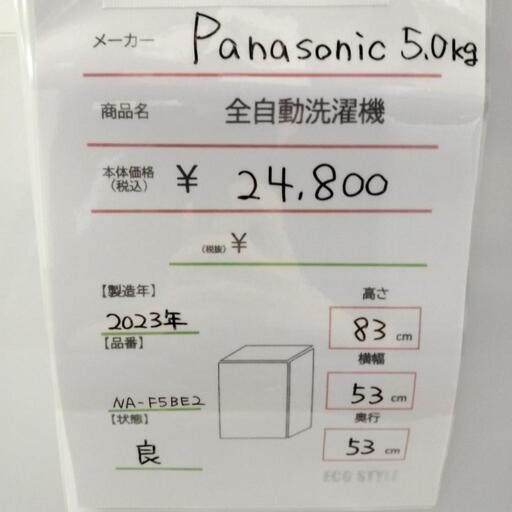 メーカー Panasonic 5.0kg
商品名 全自動洗濯機
本体価格
(税込) ¥ 24,800
(税抜) ¥
【製造年】
2023年
【品番】
NA-F5BE2
【状態】
良
高さ
83 cm
横幅
53 cm
奥行
53 cm
ECO STYLE